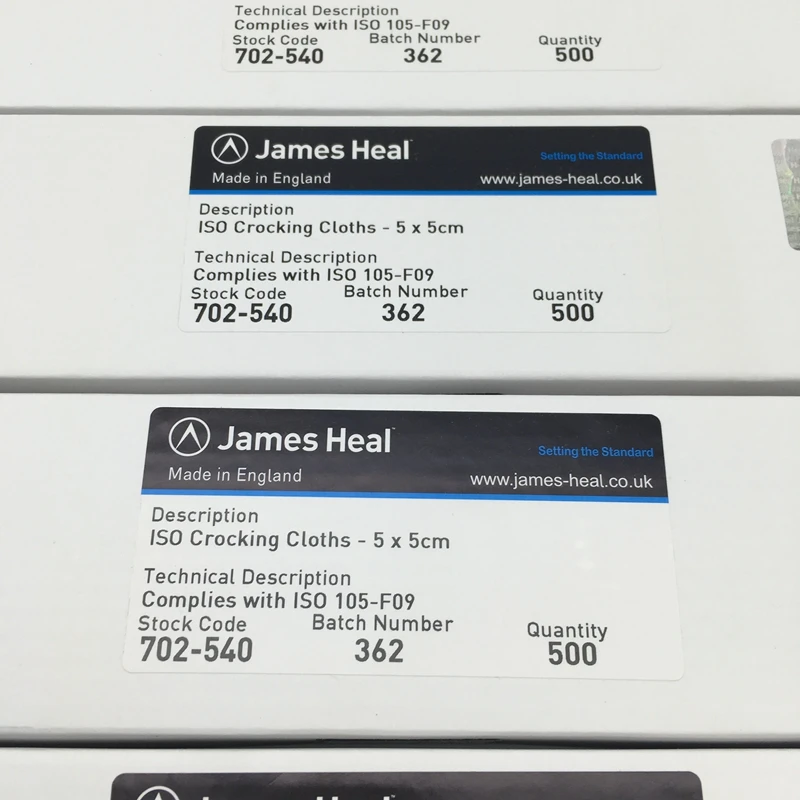 Technical Description
Complies with ISO 105-F09
Stock Code Batch Number Quantity
702-540 362 500
James Heal
Setting the Standard
Made in England www.james-heal.co.uk
Description
ISO Crocking Cloths - 5 x 5cm
Technical Description
Complies with ISO 105-F09
Stock Code Batch Number Quantity
702-540 362 500
James Heal
Setting the Standard
Made in England www.james-heal.co.uk
Description
ISO Crocking Cloths - 5 x 5cm
Technical Description
Complies with ISO 105-F09
Stock Code Batch Number Quantity
702-540 362 500
James Heal